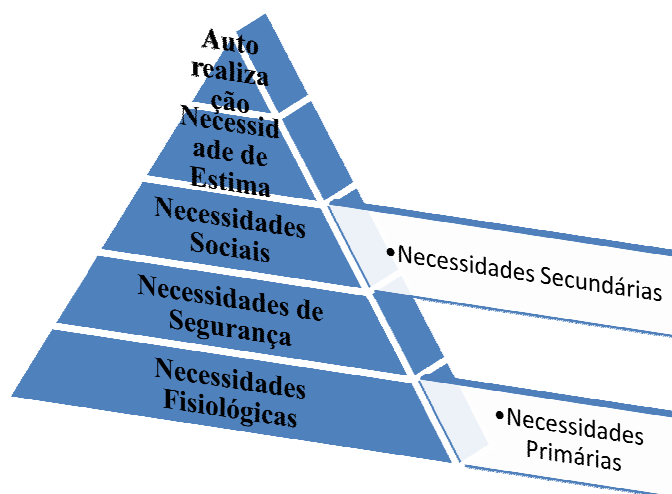 Auto
realiza
ção
Necessid
ade de
Estima
Necessidades
Sociais
•Necessidades Secundárias
Necessidades de
Segurança
Necessidades
Fisiológicas
•Necessidades
Primárias